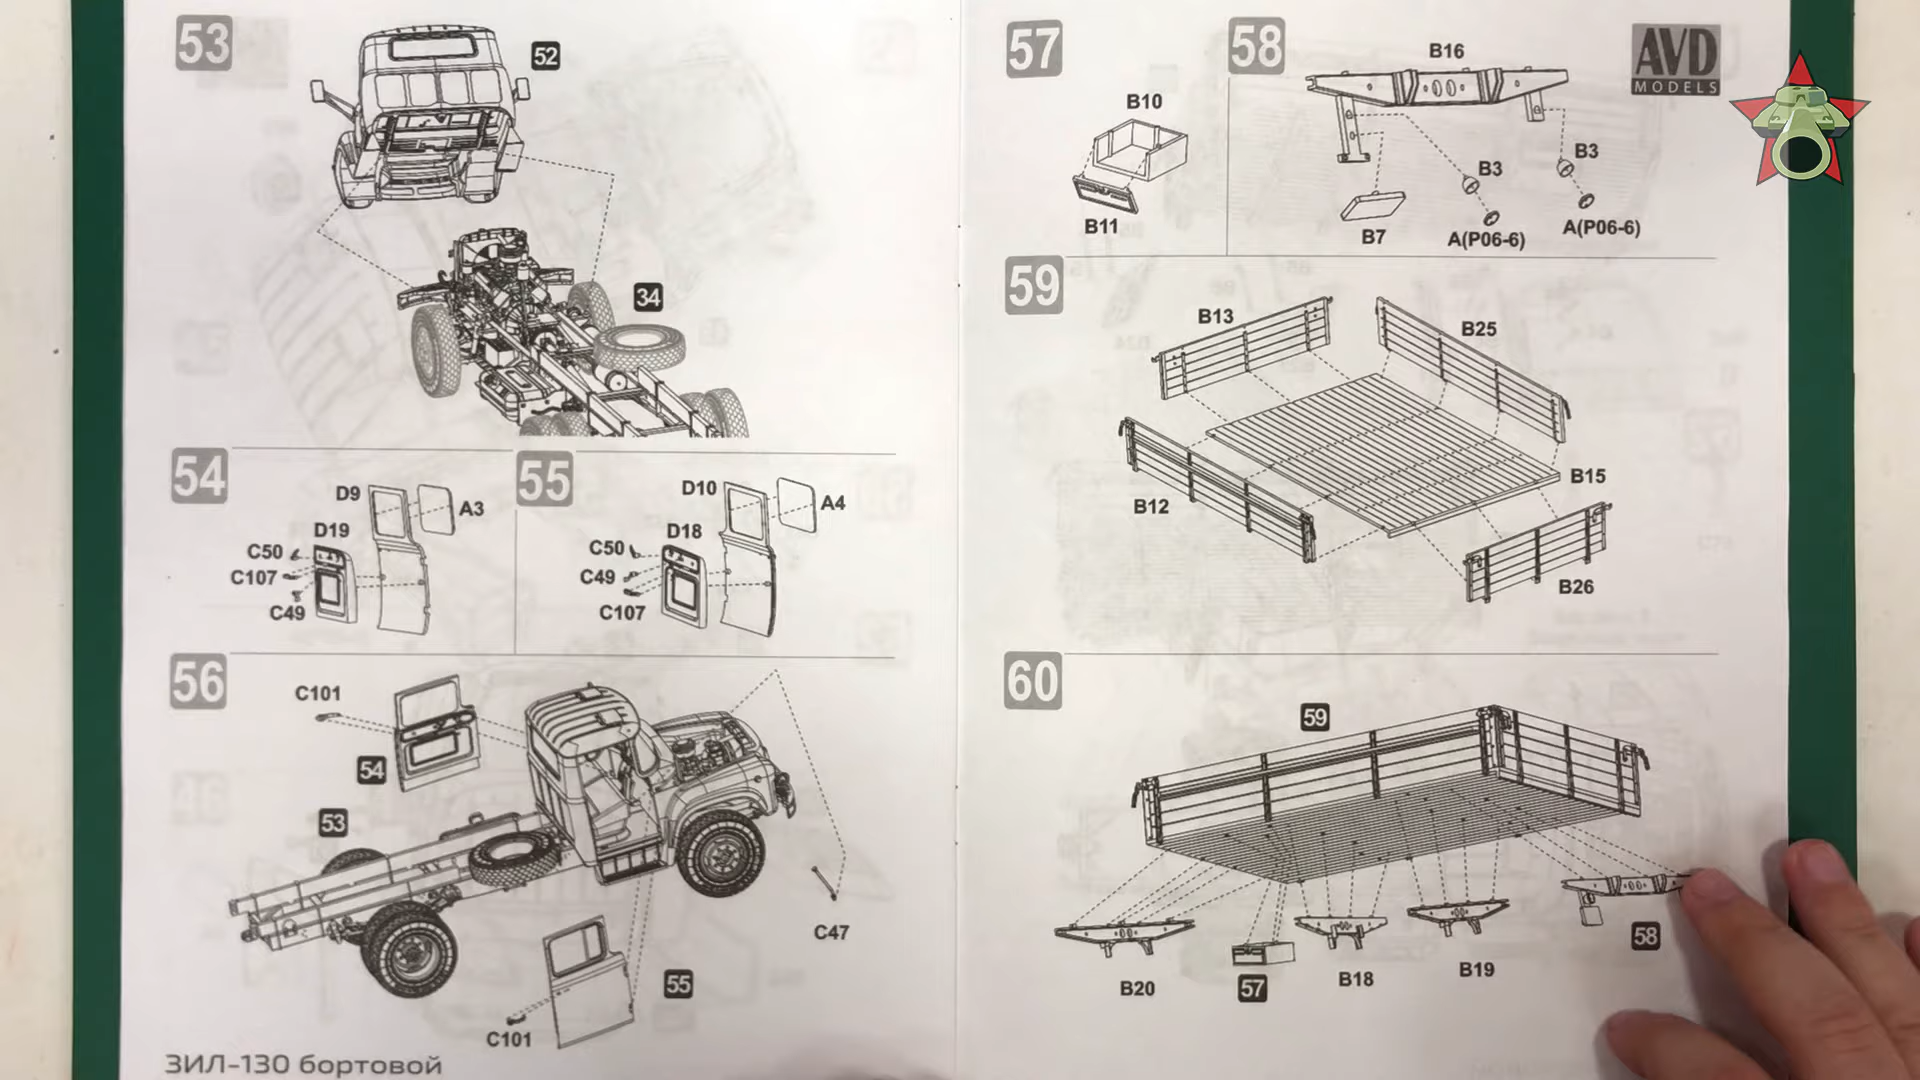 53
52
34
54
D9
A3
D19
C50
C107
C49
55
D10
A4
D18
C50
C49
C107
56
C101
54
53
C47
55
C101
ЗИЛ-130 бортовой
57
B10
B11
58
B16
B3
B3
B7
A(P06-6)
A(P06-6)
AVD
MODELS
59
B13
B25
B12
B15
B26
60
59
B20
57
B18
B19
58